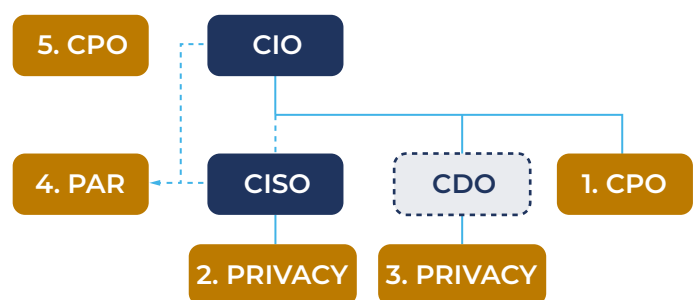 5. CPO
CIO
4. PAR
CISO
CDO
1. CPO
2. PRIVACY
3. PRIVACY